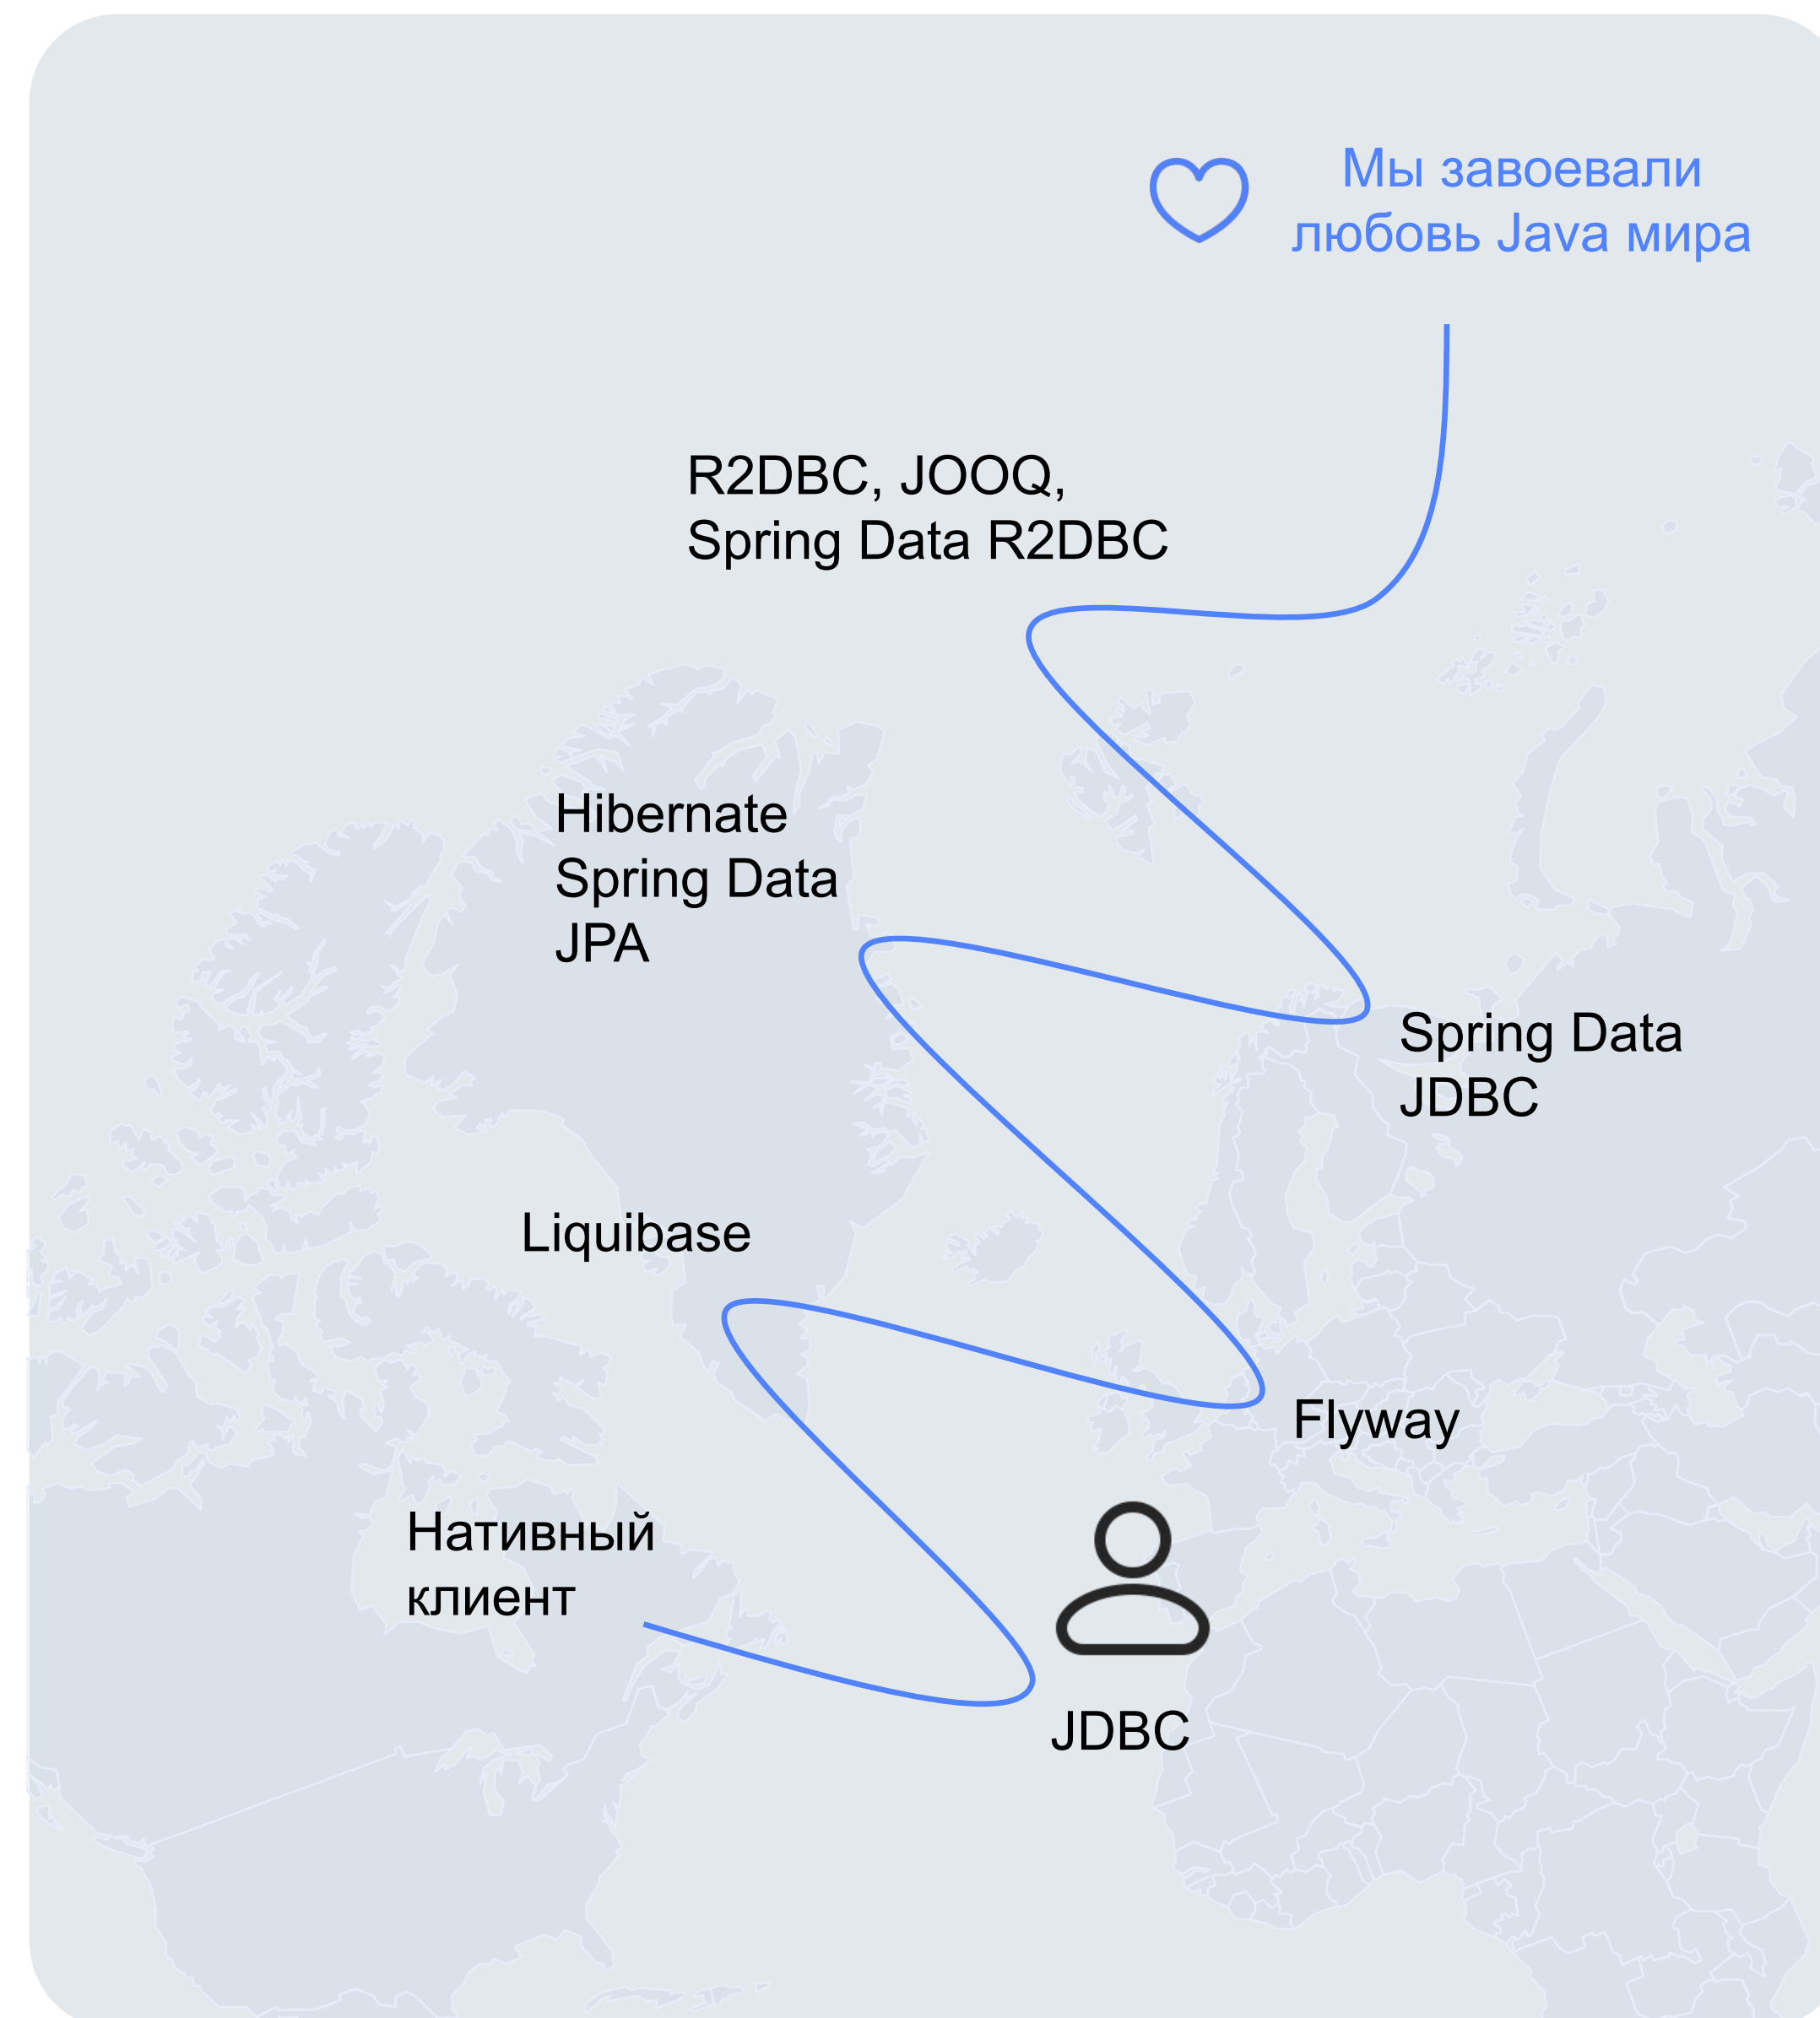 Мы завоевали
любовь Java мира
R2DBC, JOOQ,
Spring Data R2DBC
Hibernate
Spring Data
JPA
Spring Data
JDBC
Liquibase
Flyway
Нативный
клиент
JDBC